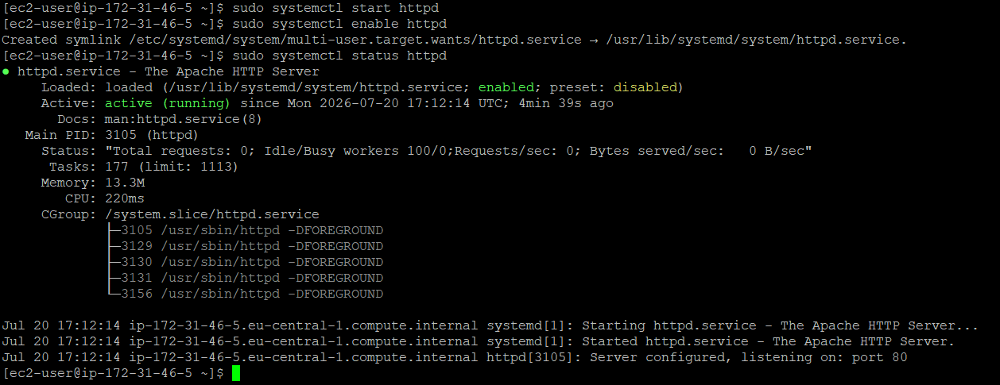 [ec2-user@ip-172-31-46-5 ~]$ sudo systemctl start httpd
[ec2-user@ip-172-31-46-5 ~]$ sudo systemctl enable httpd
Created symlink /etc/systemd/system/multi-user.target.wants/httpd.service → /usr/lib/systemd/system/httpd.service.
[ec2-user@ip-172-31-46-5 ~]$ sudo systemctl status httpd
● httpd.service - The Apache HTTP Server
     Loaded: loaded (/usr/lib/systemd/system/httpd.service; enabled; preset: disabled)
     Active: active (running) since Mon 2026-07-20 17:12:14 UTC; 4min 39s ago
       Docs: man:httpd.service(8)
   Main PID: 3105 (httpd)
     Status: "Total requests: 0; Idle/Busy workers 100/0;Requests/sec: 0; Bytes served/sec:   0 B/sec"
      Tasks: 177 (limit: 1113)
     Memory: 13.3M
        CPU: 220ms
     CGroup: /system.slice/httpd.service
             ├─3105 /usr/sbin/httpd -DFOREGROUND
             ├─3129 /usr/sbin/httpd -DFOREGROUND
             ├─3130 /usr/sbin/httpd -DFOREGROUND
             ├─3131 /usr/sbin/httpd -DFOREGROUND
             └─3156 /usr/sbin/httpd -DFOREGROUND

Jul 20 17:12:14 ip-172-31-46-5.eu-central-1.compute.internal systemd[1]: Starting httpd.service - The Apache HTTP Server...
Jul 20 17:12:14 ip-172-31-46-5.eu-central-1.compute.internal systemd[1]: Started httpd.service - The Apache HTTP Server.
Jul 20 17:12:14 ip-172-31-46-5.eu-central-1.compute.internal httpd[3105]: Server configured, listening on: port 80
[ec2-user@ip-172-31-46-5 ~]$